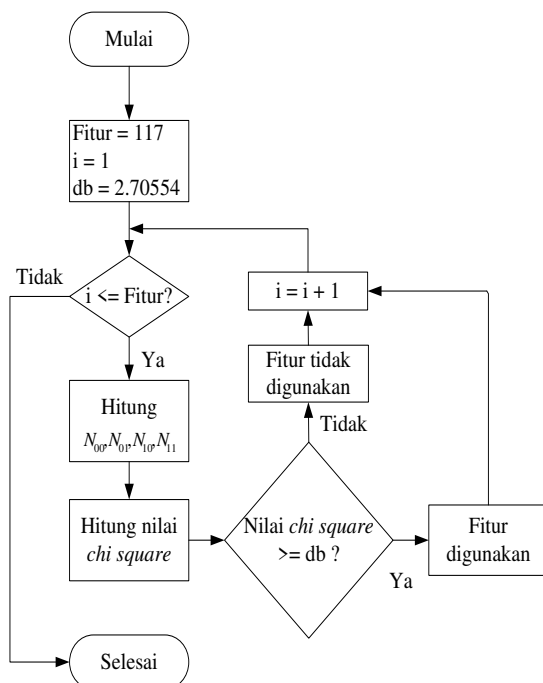 Mulai
Fitur = 117
i = 1
db = 2.70554
Tidak
i <= Fitur?
i = i + 1
Ya
Fitur tidak
digunakan
Hitung
N00,N01,N10,N11
Tidak
Hitung nilai
chi square
Nilai chi square
>= db ?
Ya
Fitur
digunakan
Selesai